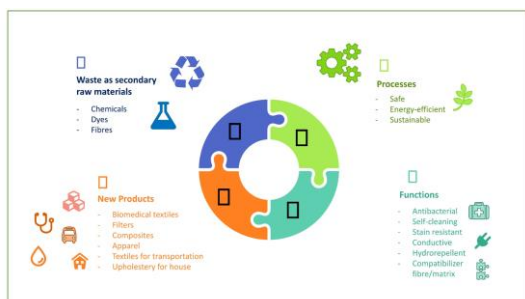 Waste as secondary
raw materials
- Chemicals
- Dyes
- Fibres
Processes
- Safe
- Energy-efficient
- Sustainable
New Products
- Biomedical textiles
- Filters
- Composites
- Apparel
- Textiles for transportation
- Upholestery for house
Functions
- Antibacterial
- Self-cleaning
- Stain resistant
- Conductive
- Hydrorepellent
- Compatibilizer
fibre/matrix